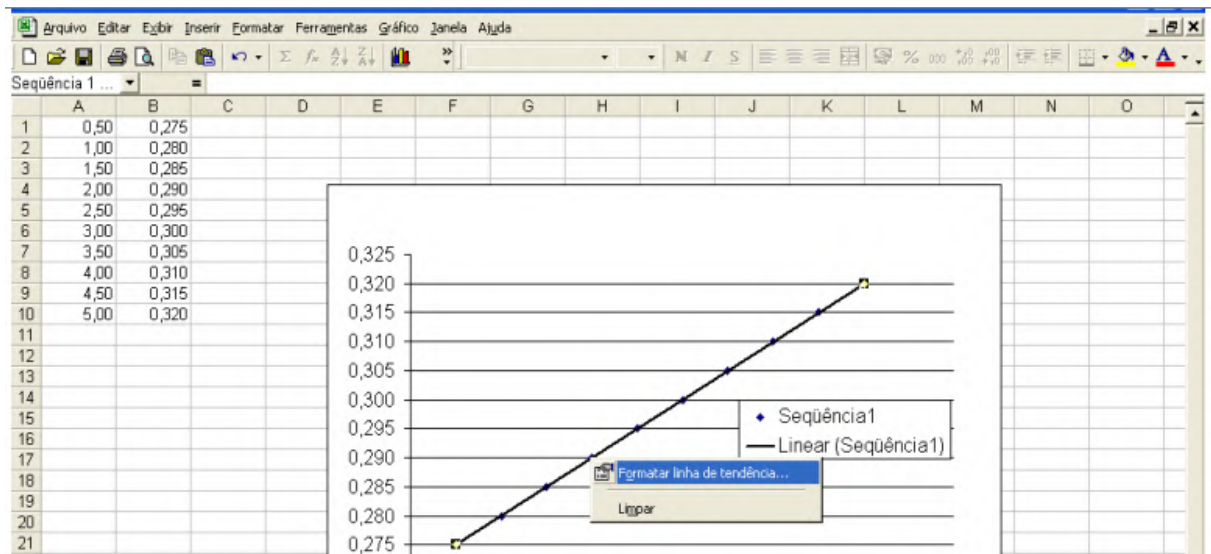 Arquivo Editar Exibir Inserir Formatar Ferramentas Gráfico Janela Ajuda
N I S % 000
Seqüência 1 ... =
A B C D E F G H I J K L M N O
1 0,50 0,275
2 1,00 0,280
3 1,50 0,285
4 2,00 0,290
5 2,50 0,295
6 3,00 0,300
7 3,50 0,305
8 4,00 0,310
9 4,50 0,315
10 5,00 0,320
11
12
13
14
15
16
17
18
19
20
21
0,325
0,320
0,315
0,310
0,305
0,300
0,295
0,290
0,285
0,280
0,275
Seqüência1
Linear (Seqüência1)
Formatar linha de tendência...
Limpar